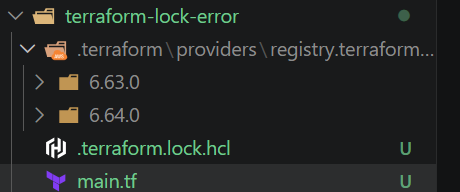 terraform-lock-error
.terraform\providers\registry.terraform...
6.63.0
6.64.0
.terraform.lock.hcl U
main.tf U